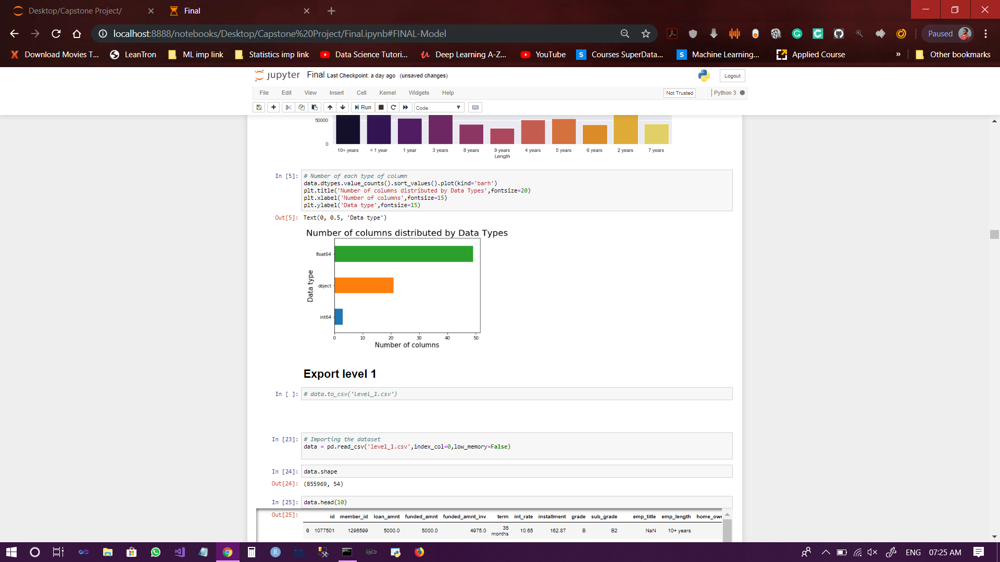 Desktop/Capstone Project/
Final
localhost:8888/notebooks/Desktop/Capstone%20Project/Final.ipynb#FINAL-Model
Paused
Download Movies T...
LeanTron
ML imp link
Statistics imp link
Data Science Tutori...
Deep Learning A-Z...
YouTube
Courses SuperData...
Machine Learning...
Applied Course
»
Other bookmarks
jupyter Final Last Checkpoint: a day ago (unsaved changes)
Logout
File Edit View Insert Cell Kernel Widgets Help
Not Trusted
Python 3
Run
Code
50000
0
10+ years < 1 year 1 year 3 years 8 years 9 years 4 years 5 years 6 years 2 years 7 years
Length
In [5]: # Number of each type of column
data.dtypes.value_counts().sort_values().plot(kind='barh')
plt.title('Number of columns distributed by Data Types',fontsize=20)
plt.xlabel('Number of columns',fontsize=15)
plt.ylabel('Data type',fontsize=15)
Out[5]: Text(0, 0.5, 'Data type')
Number of columns distributed by Data Types
float64
object
int64
Data type
0 10 20 30 40 50
Number of columns
Export level 1
In [ ]: # data.to_csv('level_1.csv')
In [23]: # Importing the dataset
data = pd.read_csv('level_1.csv',index_col=0,low_memory=False)
In [24]: data.shape
Out[24]: (855969, 54)
In [25]: data.head(10)
Out[25]:
id member_id loan_amnt funded_amnt funded_amnt_inv term int_rate installment grade sub_grade emp_title emp_length home_own
0 1077501 1296599 5000.0 5000.0 4975.0 36 months 10.65 162.87 B B2 NaN 10+ years
ENG 07:25 AM